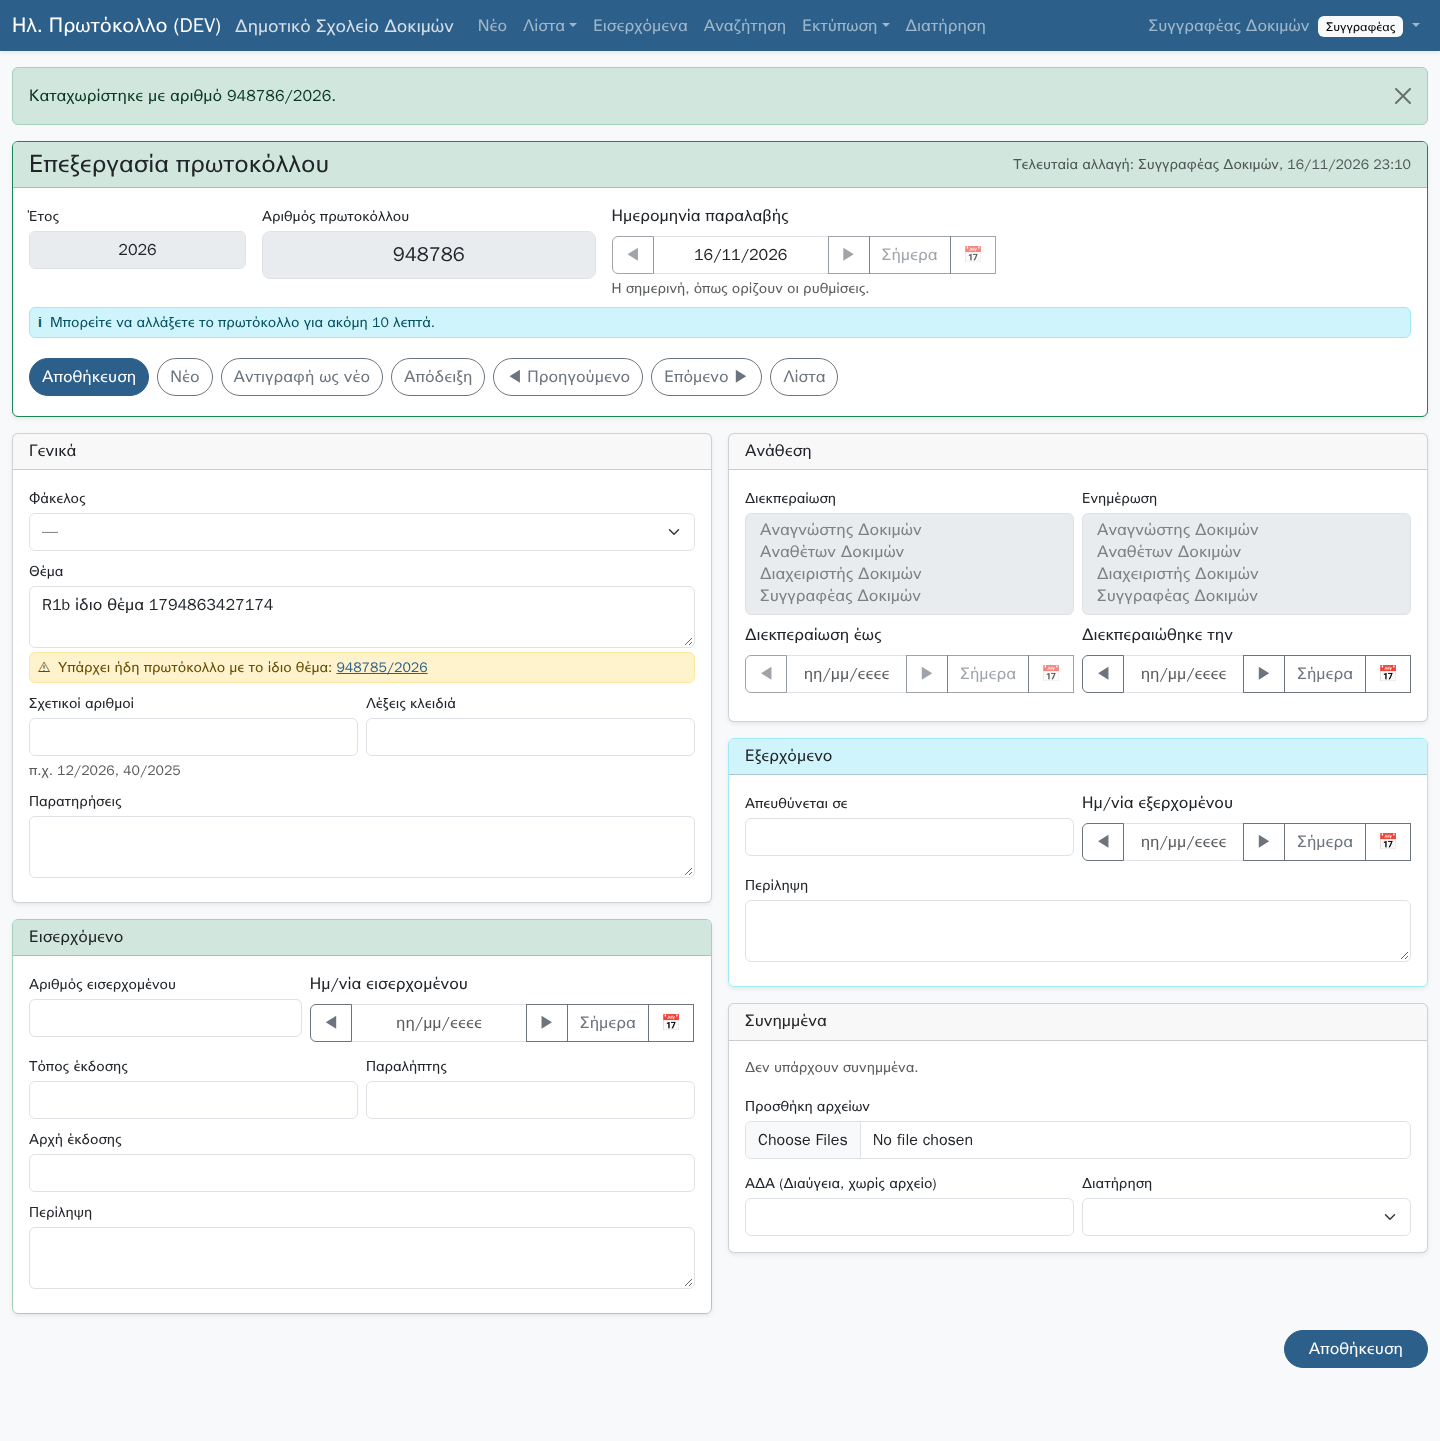 Ηλ. Πρωτόκολλο (DEV) Δημοτικό Σχολείο Δοκιμών Νέο Λίστα Εισερχόμενα Αναζήτηση Εκτύπωση Διατήρηση Συγγραφέας Δοκιμών Συγγραφέας
Καταχωρίστηκε με αριθμό 948786/2026.
Επεξεργασία πρωτοκόλλου Τελευταία αλλαγή: Συγγραφέας Δοκιμών, 16/11/2026 23:10
Έτος Αριθμός πρωτοκόλλου Ημερομηνία παραλαβής
2026 948786 ◀ 16/11/2026 ▶ Σήμερα 📅
Η σημερινή, όπως ορίζουν οι ρυθμίσεις.
ℹ Μπορείτε να αλλάξετε το πρωτόκολλο για ακόμη 10 λεπτά.
Αποθήκευση Νέο Αντιγραφή ως νέο Απόδειξη ◀ Προηγούμενο Επόμενο ▶ Λίστα
Γενικά
Φάκελος
—
Θέμα
R1b ίδιο θέμα 1794863427174
⚠ Υπάρχει ήδη πρωτόκολλο με το ίδιο θέμα: 948785/2026
Σχετικοί αριθμοί Λέξεις κλειδιά
π.χ. 12/2026, 40/2025
Παρατηρήσεις
Εισερχόμενο
Αριθμός εισερχομένου Ημ/νία εισερχομένου
◀ ηη/μμ/εεεε ▶ Σήμερα 📅
Τόπος έκδοσης Παραλήπτης
Αρχή έκδοσης
Περίληψη
Ανάθεση
Διεκπεραίωση Ενημέρωση
Αναγνώστης Δοκιμών Αναγνώστης Δοκιμών
Αναθέτων Δοκιμών Αναθέτων Δοκιμών
Διαχειριστής Δοκιμών Διαχειριστής Δοκιμών
Συγγραφέας Δοκιμών Συγγραφέας Δοκιμών
Διεκπεραίωση έως Διεκπεραιώθηκε την
◀ ηη/μμ/εεεε ▶ Σήμερα 📅 ◀ ηη/μμ/εεεε ▶ Σήμερα 📅
Εξερχόμενο
Απευθύνεται σε Ημ/νία εξερχομένου
◀ ηη/μμ/εεεε ▶ Σήμερα 📅
Περίληψη
Συνημμένα
Δεν υπάρχουν συνημμένα.
Προσθήκη αρχείων
Choose Files No file chosen
ΑΔΑ (Διαύγεια, χωρίς αρχείο) Διατήρηση
Αποθήκευση